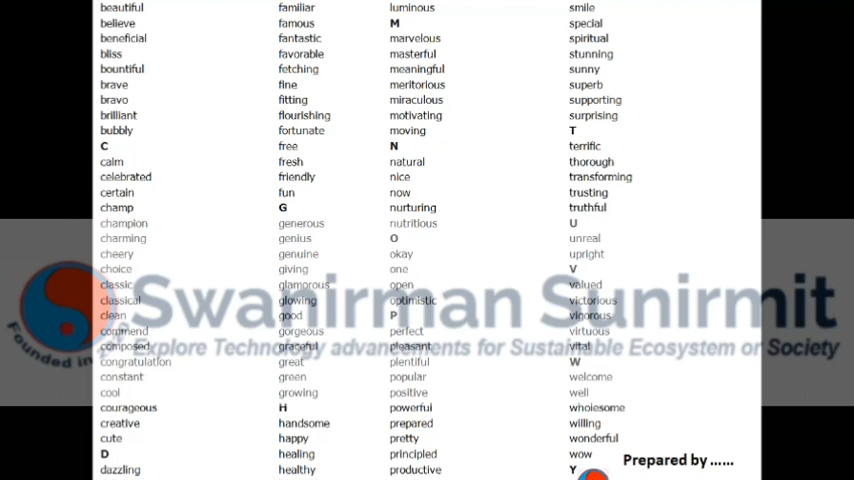 beautiful
believe
beneficial
bliss
bountiful
brave
bravo
brilliant
bubbly
C
calm
celebrated
certain
champ
champion
charming
cheery
choice
classic
classical
clean
commend
composed
congratulation
constant
cool
courageous
creative
cute
D
dazzling
familiar
famous
fantastic
favorable
fetching
fine
fitting
flourishing
fortunate
free
fresh
friendly
fun
G
generous
genius
genuine
giving
glamorous
glowing
good
gorgeous
graceful
great
green
growing
H
handsome
happy
healing
healthy
luminous
M
marvelous
masterful
meaningful
meritorious
miraculous
motivating
moving
N
natural
nice
now
nurturing
nutritious
O
okay
one
open
optimistic
P
perfect
pleasant
plentiful
popular
positive
powerful
prepared
pretty
principled
productive
smile
special
spiritual
stunning
sunny
superb
supporting
surprising
T
terrific
thorough
transforming
trusting
truthful
U
unreal
upright
V
valued
victorious
vigorous
virtuous
vital
W
welcome
well
wholesome
willing
wonderful
wow
Y
Swanirman Sunirmit
Explore Technology advancements for Sustainable Ecosystem or Society
Founded in
Prepared by ......